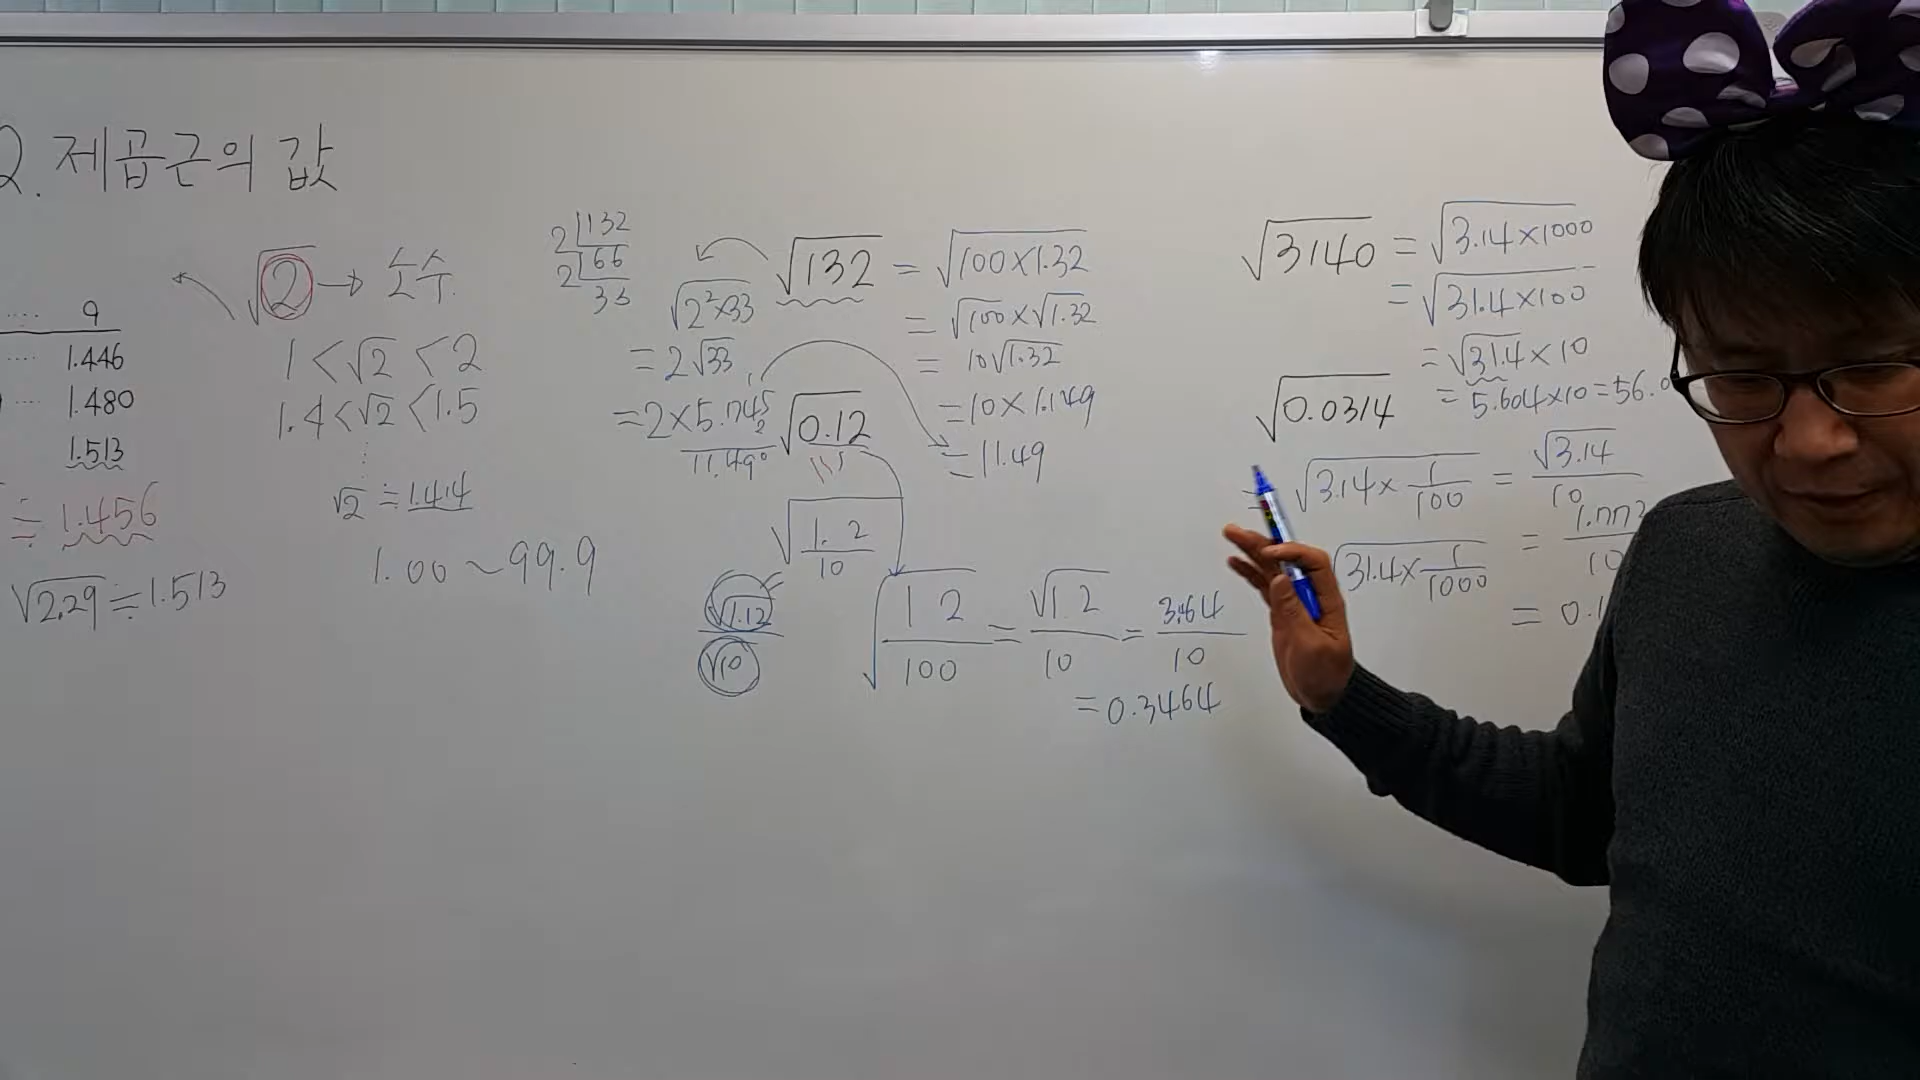 2. 제곱근의 값
.... 9
.... 1.446
.... 1.480
1.513
≒ 1.456
√2.29 ≒ 1.513
√2 → 소수
1 < √2 < 2
1.4 < √2 < 1.5
√2 ≒ 1.414
1.00 ~ 99.9
2 | 132
2 | 66
33
√132 = √100×1.32
√2²×33
= √100 × √1.32
= 2√33
= 10√1.32
= 2 × 5.745
= 10 × 1.149
11.490
= 11.49
√0.12
√1.2/10
√1.12/√10
√12/100 = √12/10 = 3.464/10
= 0.3464
√3140 = √3.14×1000
= √31.4×100
= √31.4 × 10
= 5.604×10 = 56.0
√0.0314
= √3.14×1/100 = √3.14/10
√31.4×1/1000 = 1.772/10
= 0.1